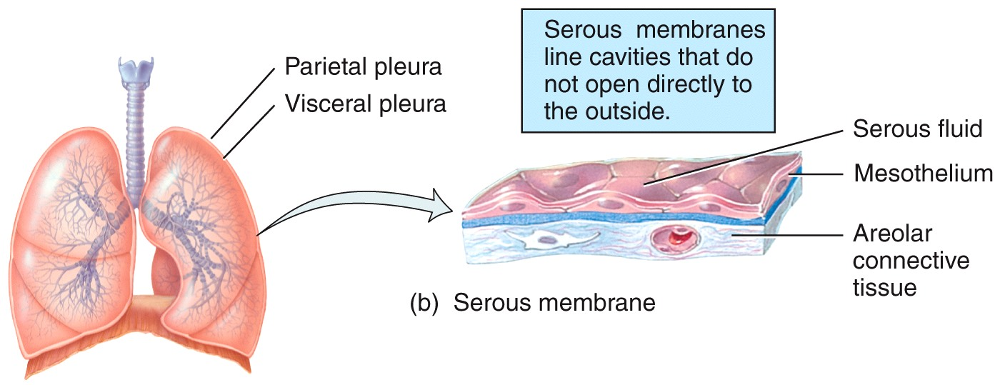 Parietal pleura
Visceral pleura
Serous membranes
line cavities that do
not open directly to
the outside.
Serous fluid
Mesothelium
Areolar
connective
tissue
(b) Serous membrane